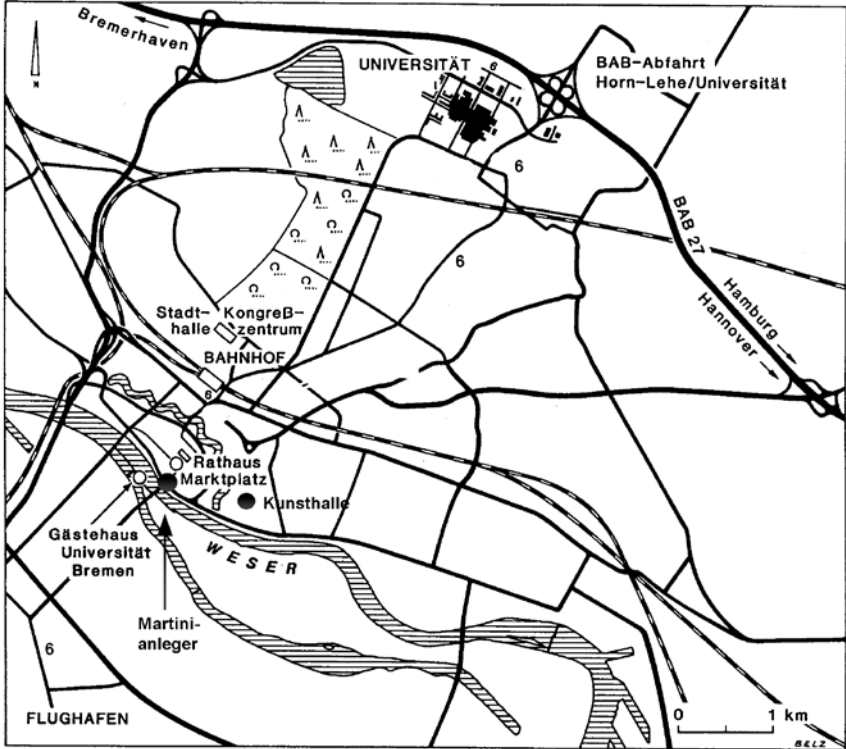 Bremerhaven
N
UNIVERSITÄT
6
BAB-Abfahrt
Horn-Lehe/Universität
6
BAB 27
6
Hamburg
Hannover
Stadt-
halle
Kongreß-
zentrum
BAHNHOF
6
Rathaus
Marktplatz
Kunsthalle
Gästehaus
Universität
Bremen
WESER
Martini-
anleger
6
FLUGHAFEN
0 1 km
BELZ